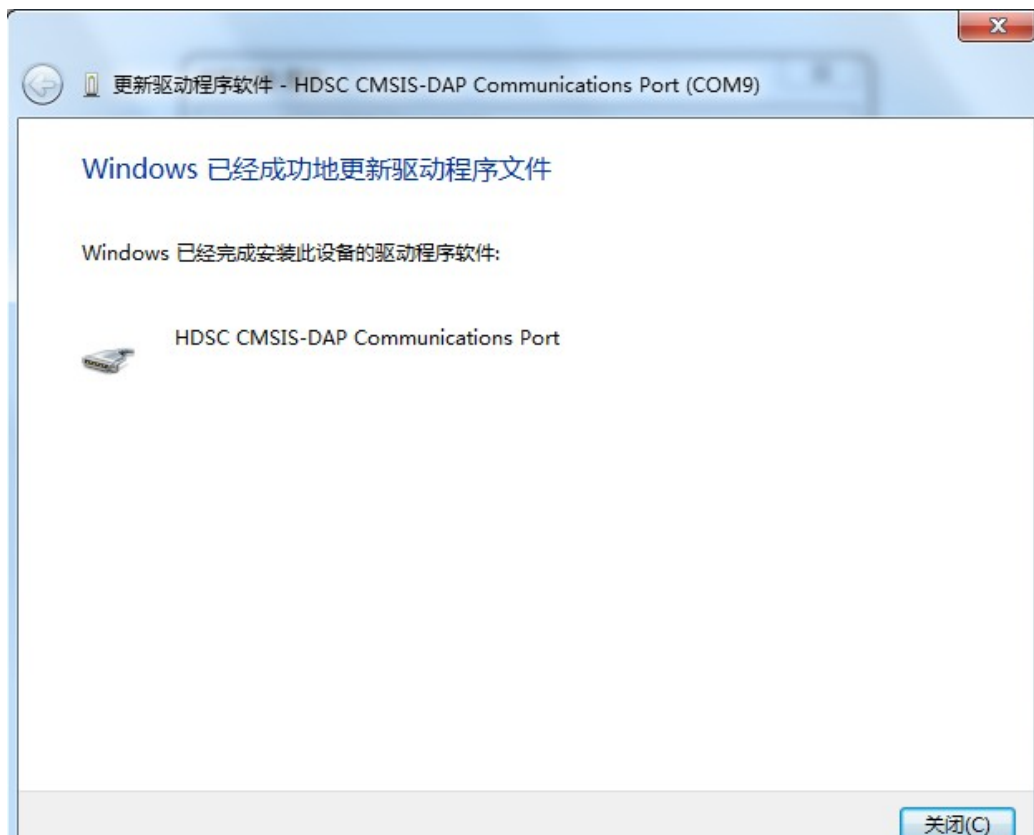 更新驱动程序软件 - HDSC CMSIS-DAP Communications Port (COM9)
Windows 已经成功地更新驱动程序文件
Windows 已经完成安装此设备的驱动程序软件:
HDSC CMSIS-DAP Communications Port
关闭(C)